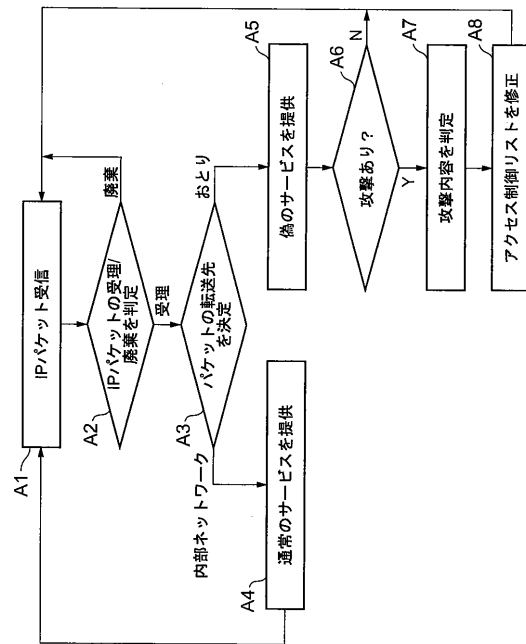 A1
IPパケット受信
A2
IPパケットの受理/
廃棄を判定
廃棄
受理
A3
パケットの転送先
を決定
内部ネットワーク
おとり
A4
通常のサービスを提供
A5
偽のサービスを提供
A6
攻撃あり?
N
Y
A7
攻撃内容を判定
A8
アクセス制御リストを修正